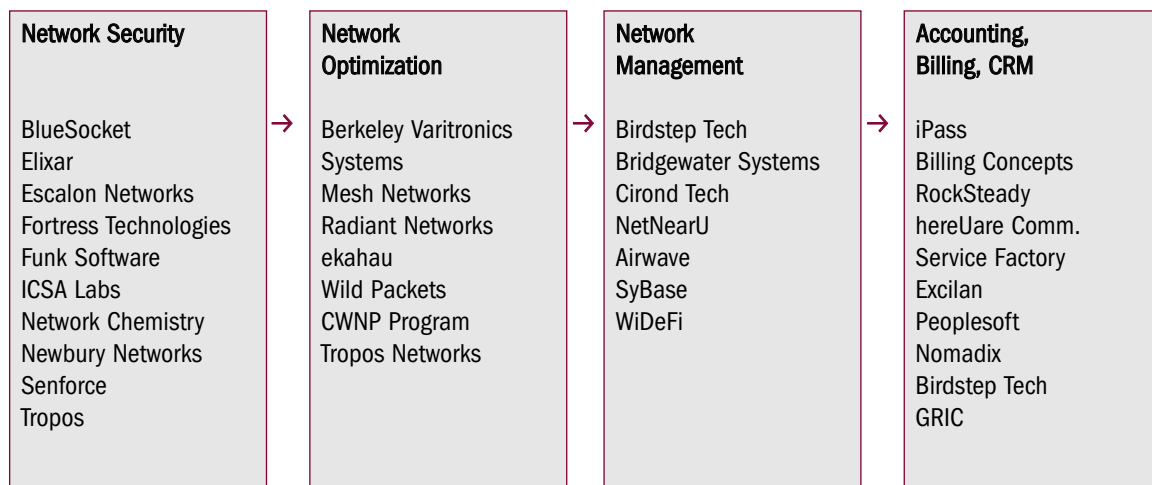 Network Security
BlueSocket
Elixar
Escalon Networks
Fortress Technologies
Funk Software
ICSA Labs
Network Chemistry
Newbury Networks
Senforce
Tropos
→
Network
Optimization
Berkeley Varitronics
Systems
Mesh Networks
Radiant Networks
ekahau
Wild Packets
CWNP Program
Tropos Networks
→
Network
Management
Birdstep Tech
Bridgewater Systems
Cirond Tech
NetNearU
Airwave
SyBase
WiDeFi
→
Accounting,
Billing, CRM
iPass
Billing Concepts
RockSteady
hereUare Comm.
Service Factory
Excilan
Peoplesoft
Nomadix
Birdstep Tech
GRIC